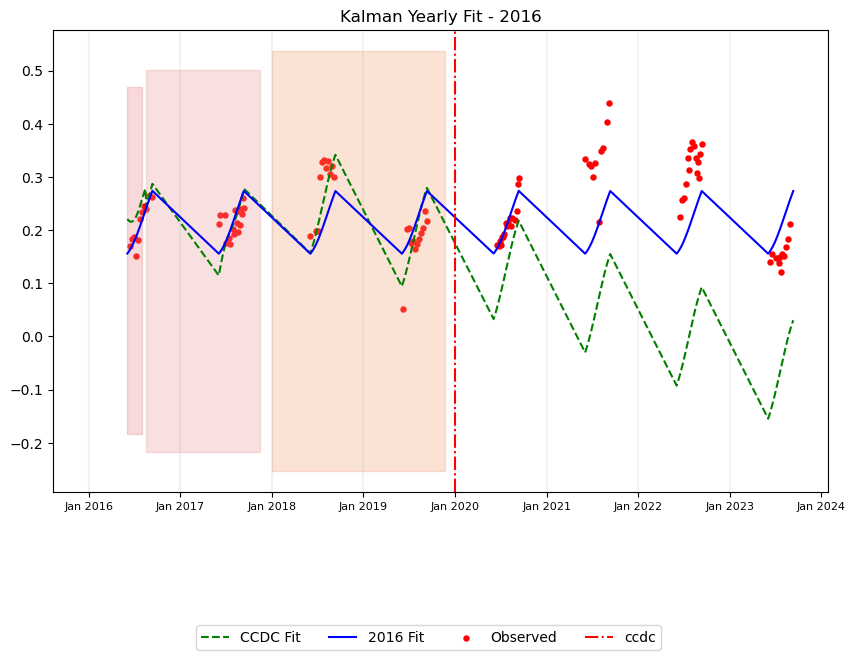 Kalman Yearly Fit - 2016
0.5
0.4
0.3
0.2
0.1
0.0
−0.1
−0.2
Jan 2016 Jan 2017 Jan 2018 Jan 2019 Jan 2020 Jan 2021 Jan 2022 Jan 2023 Jan 2024
CCDC Fit 2016 Fit Observed ccdc